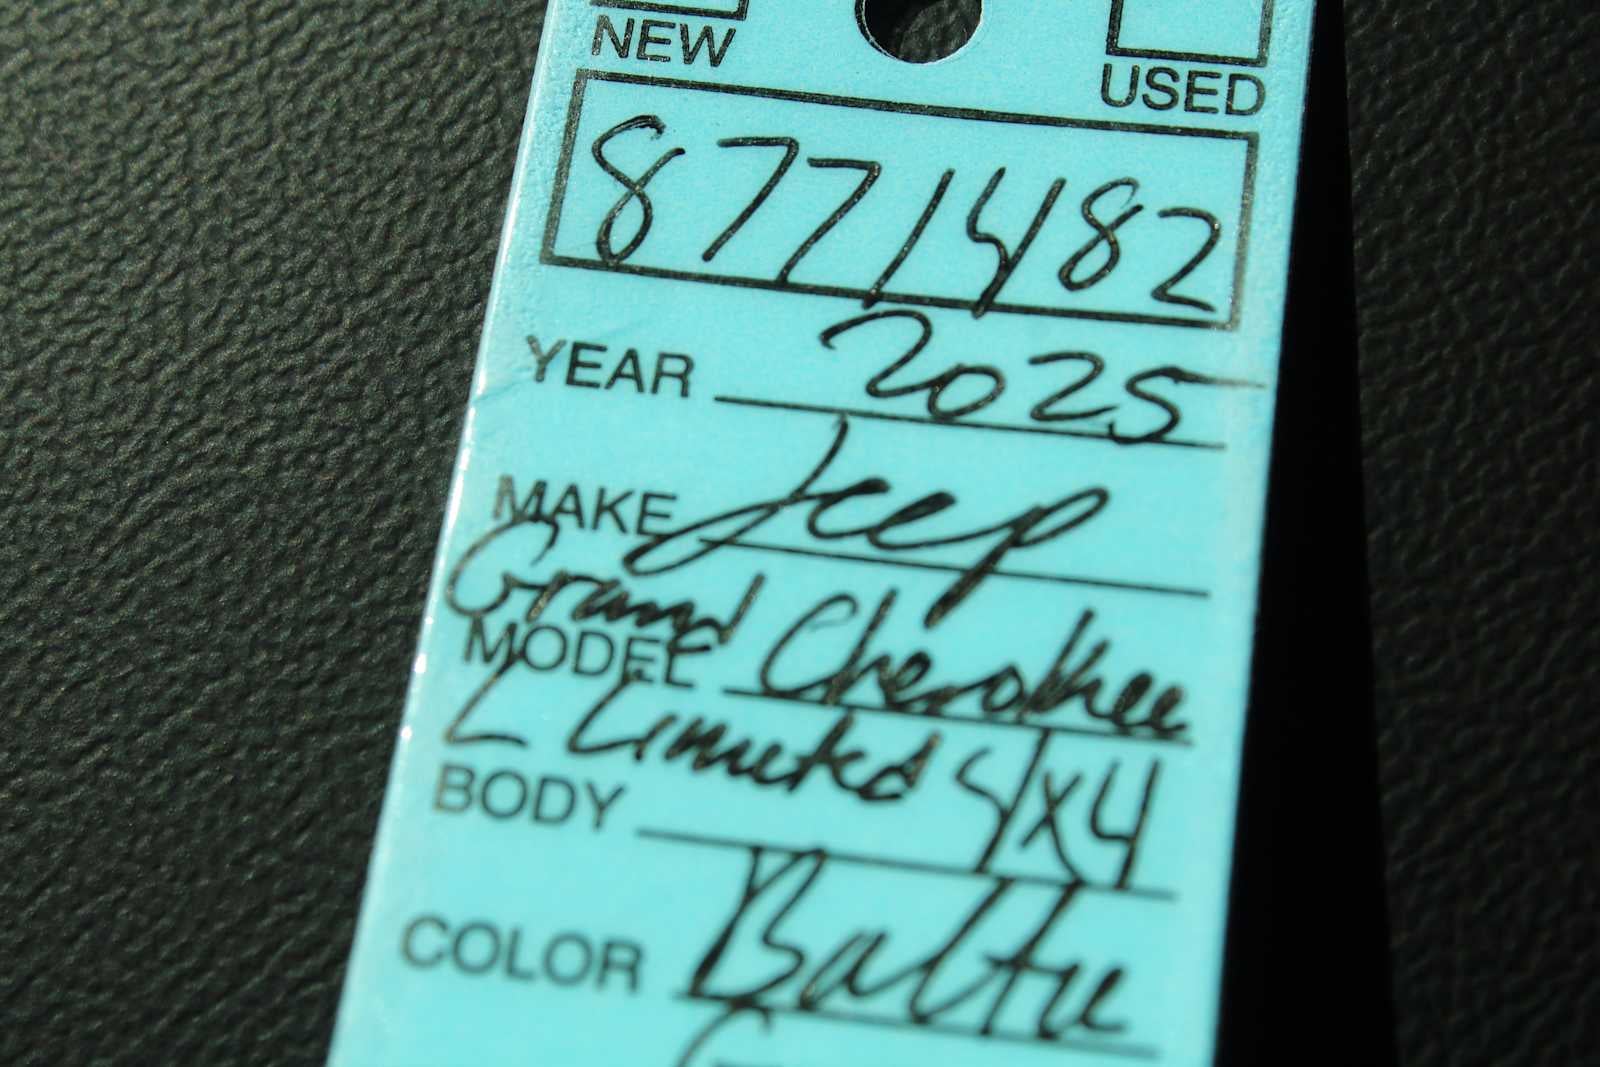 NEW USED
8771482
YEAR 2025
MAKE Jeep
MODEL Grand Cherokee
L Limited 4x4
BODY
COLOR Baltic